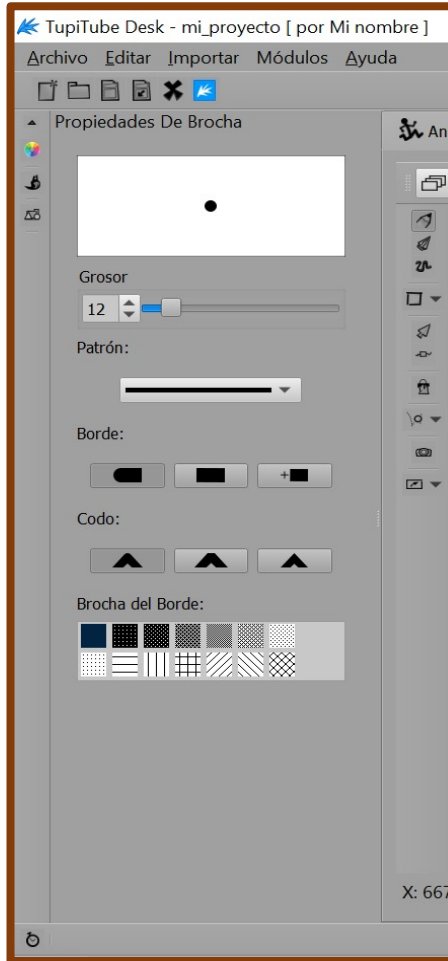 TupiTube Desk - mi_proyecto [ por Mi nombre ]
Archivo Editar Importar Módulos Ayuda
Propiedades De Brocha
An
Grosor
12
Patrón:
Borde:
+
Codo:
Brocha del Borde:
X: 667